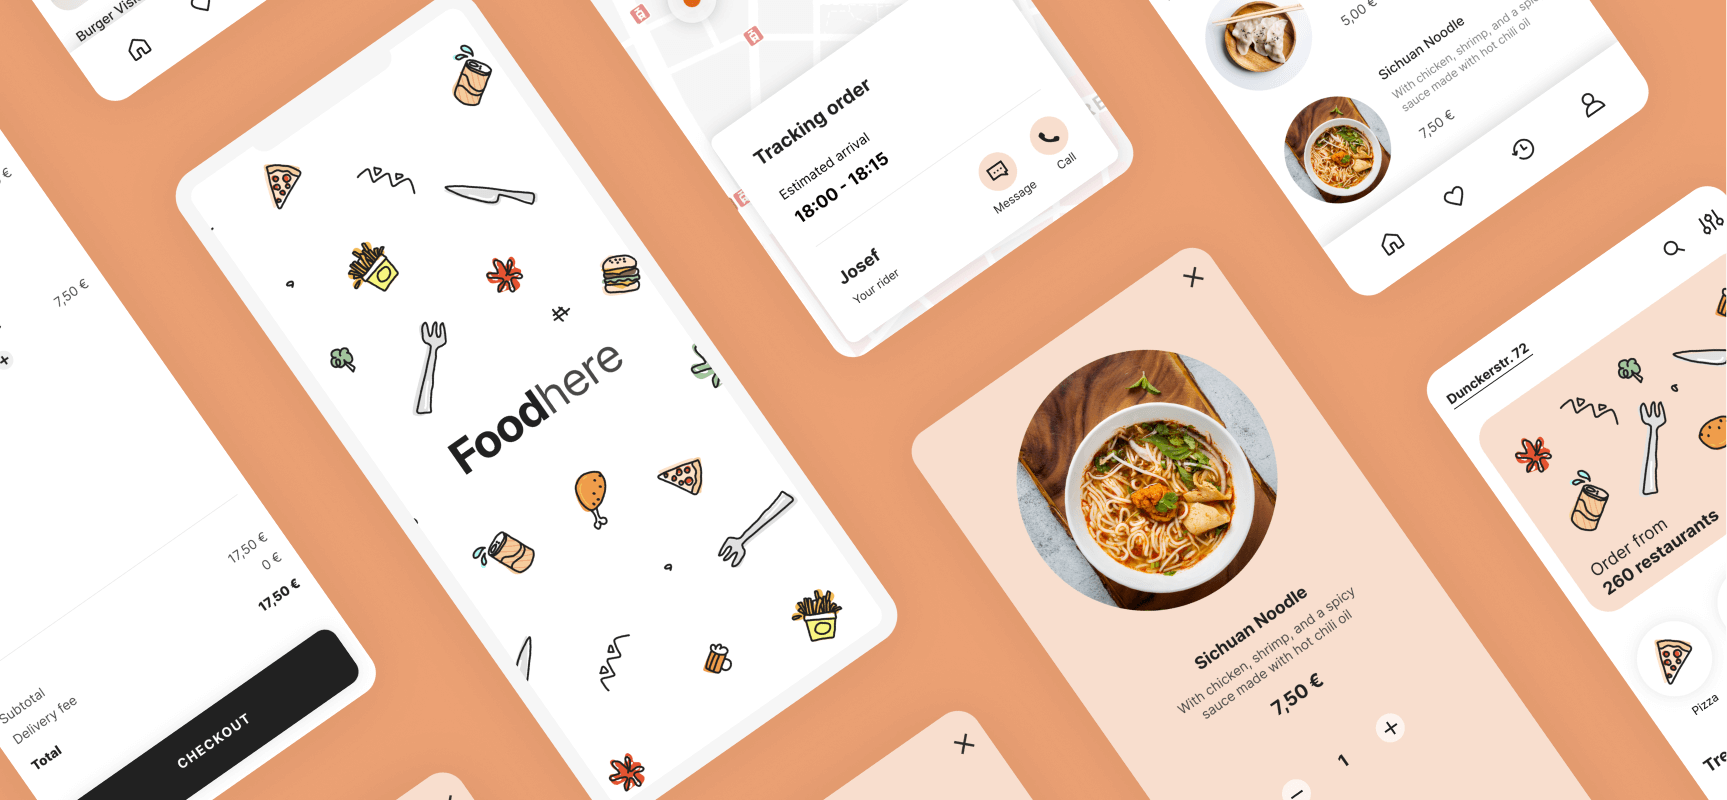 Burger Visi
7,50 €
17,50 €
0 €
17,50 €
Subtotal
Delivery fee
Total
CHECKOUT
Foodhere
Tracking order
Estimated arrival
18:00 - 18:15
Josef
Your rider
Message
Call
5,00 €
Sichuan Noodle
With chicken, shrimp, and a spic
sauce made with hot chili oil
7,50 €
Sichuan Noodle
With chicken, shrimp, and a spicy
sauce made with hot chili oil
7,50 €
1
Dunckerstr. 72
Order from
260 restaurants
Pizza
Tre